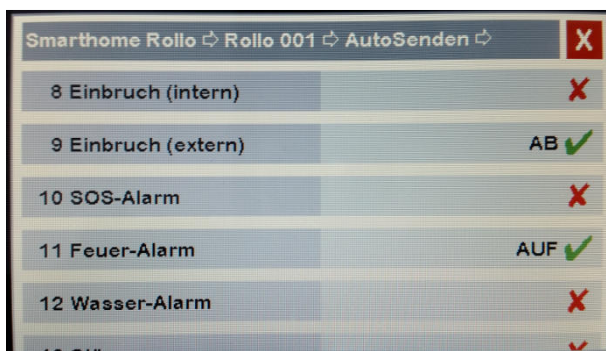 Smarthome Rollo ⇨ Rollo 001 ⇨ AutoSenden ⇨ X
8 Einbruch (intern) ✘
9 Einbruch (extern) AB ✔
10 SOS-Alarm ✘
11 Feuer-Alarm AUF ✔
12 Wasser-Alarm ✘